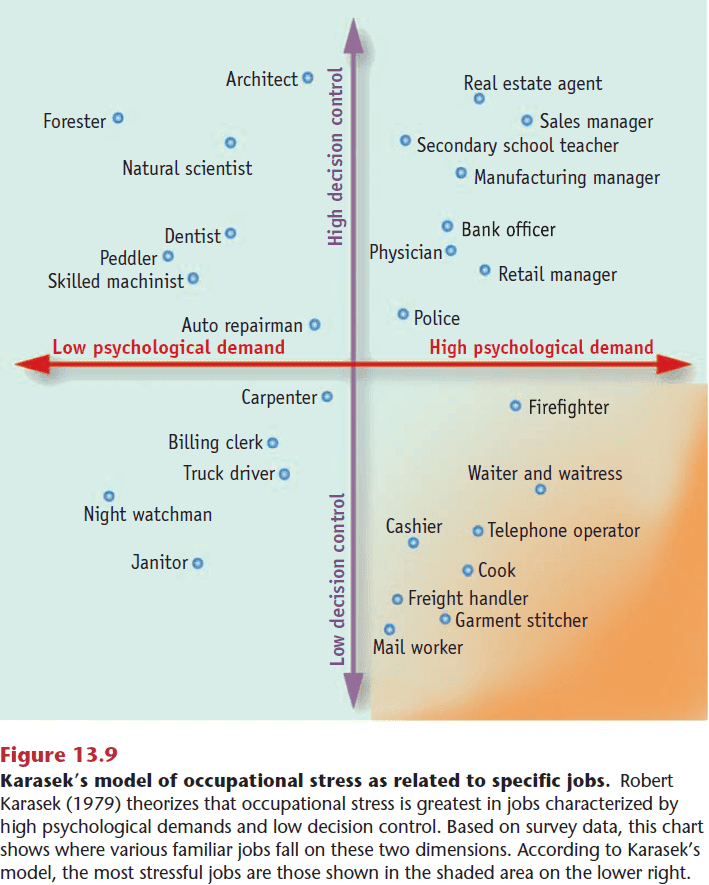 Architect
Real estate agent
Forester
Sales manager
Secondary school teacher
Natural scientist
Manufacturing manager
High decision control
Dentist
Bank officer
Peddler
Physician
Skilled machinist
Retail manager
Auto repairman
Police
Low psychological demand
High psychological demand
Carpenter
Firefighter
Billing clerk
Truck driver
Waiter and waitress
Night watchman
Cashier
Telephone operator
Low decision control
Janitor
Cook
Freight handler
Garment stitcher
Mail worker
Figure 13.9
Karasek’s model of occupational stress as related to specific jobs. Robert
Karasek (1979) theorizes that occupational stress is greatest in jobs characterized by
high psychological demands and low decision control. Based on survey data, this chart
shows where various familiar jobs fall on these two dimensions. According to Karasek’s
model, the most stressful jobs are those shown in the shaded area on the lower right.